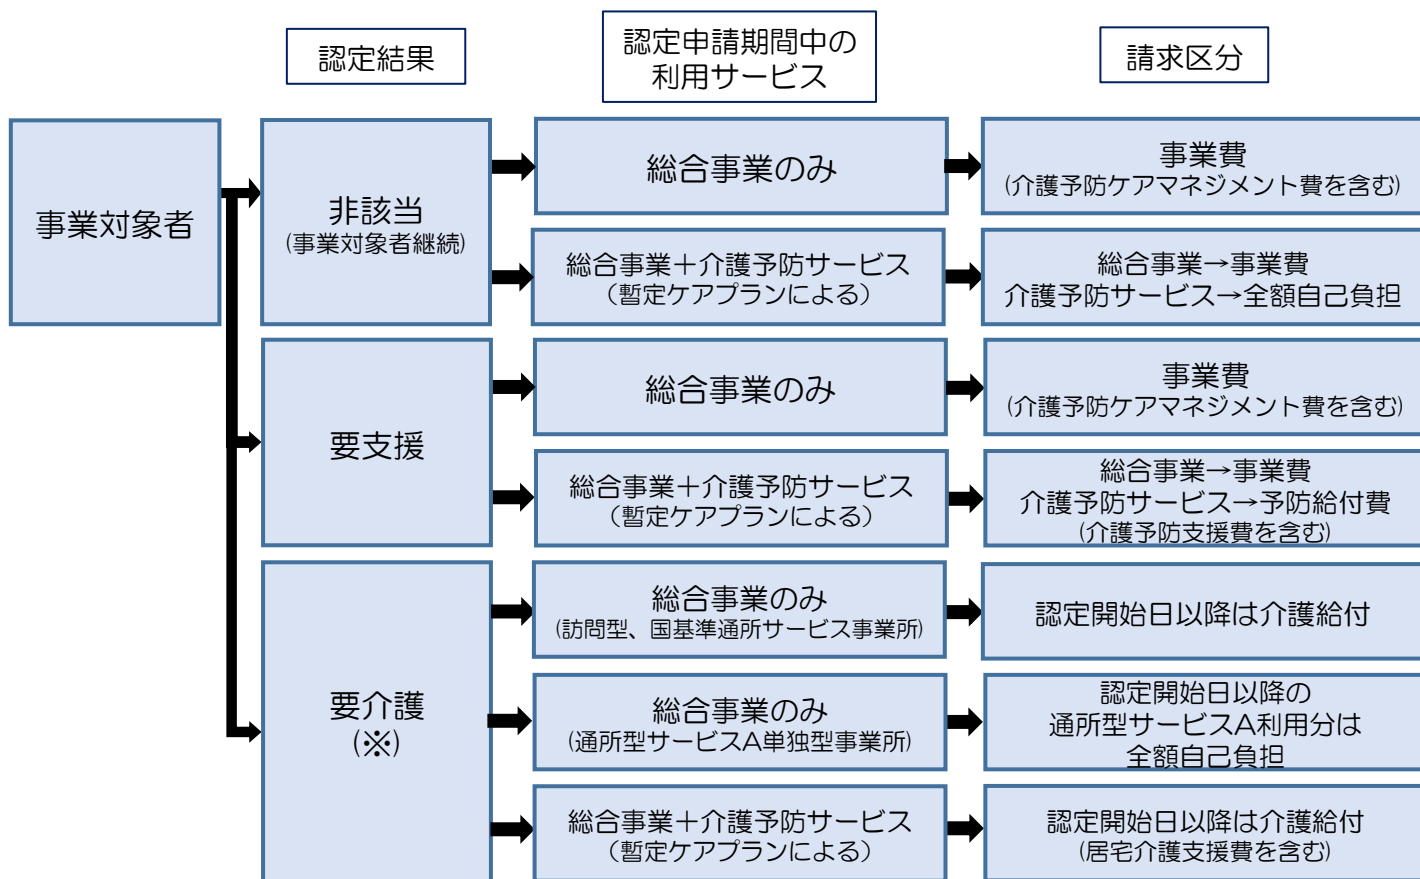 認定結果
認定申請期間中の
利用サービス
請求区分
事業対象者
非該当
(事業対象者継続)
総合事業のみ
事業費
(介護予防ケアマネジメント費を含む)
総合事業＋介護予防サービス
（暫定ケアプランによる）
総合事業→事業費
介護予防サービス→全額自己負担
要支援
総合事業のみ
事業費
(介護予防ケアマネジメント費を含む)
総合事業＋介護予防サービス
（暫定ケアプランによる）
総合事業→事業費
介護予防サービス→予防給付費
(介護予防支援費を含む)
要介護
(※)
総合事業のみ
(訪問型、国基準通所サービス事業所)
認定開始日以降は介護給付
総合事業のみ
(通所型サービスA単独型事業所)
認定開始日以降の
通所型サービスA利用分は
全額自己負担
総合事業＋介護予防サービス
（暫定ケアプランによる）
認定開始日以降は介護給付
(居宅介護支援費を含む)